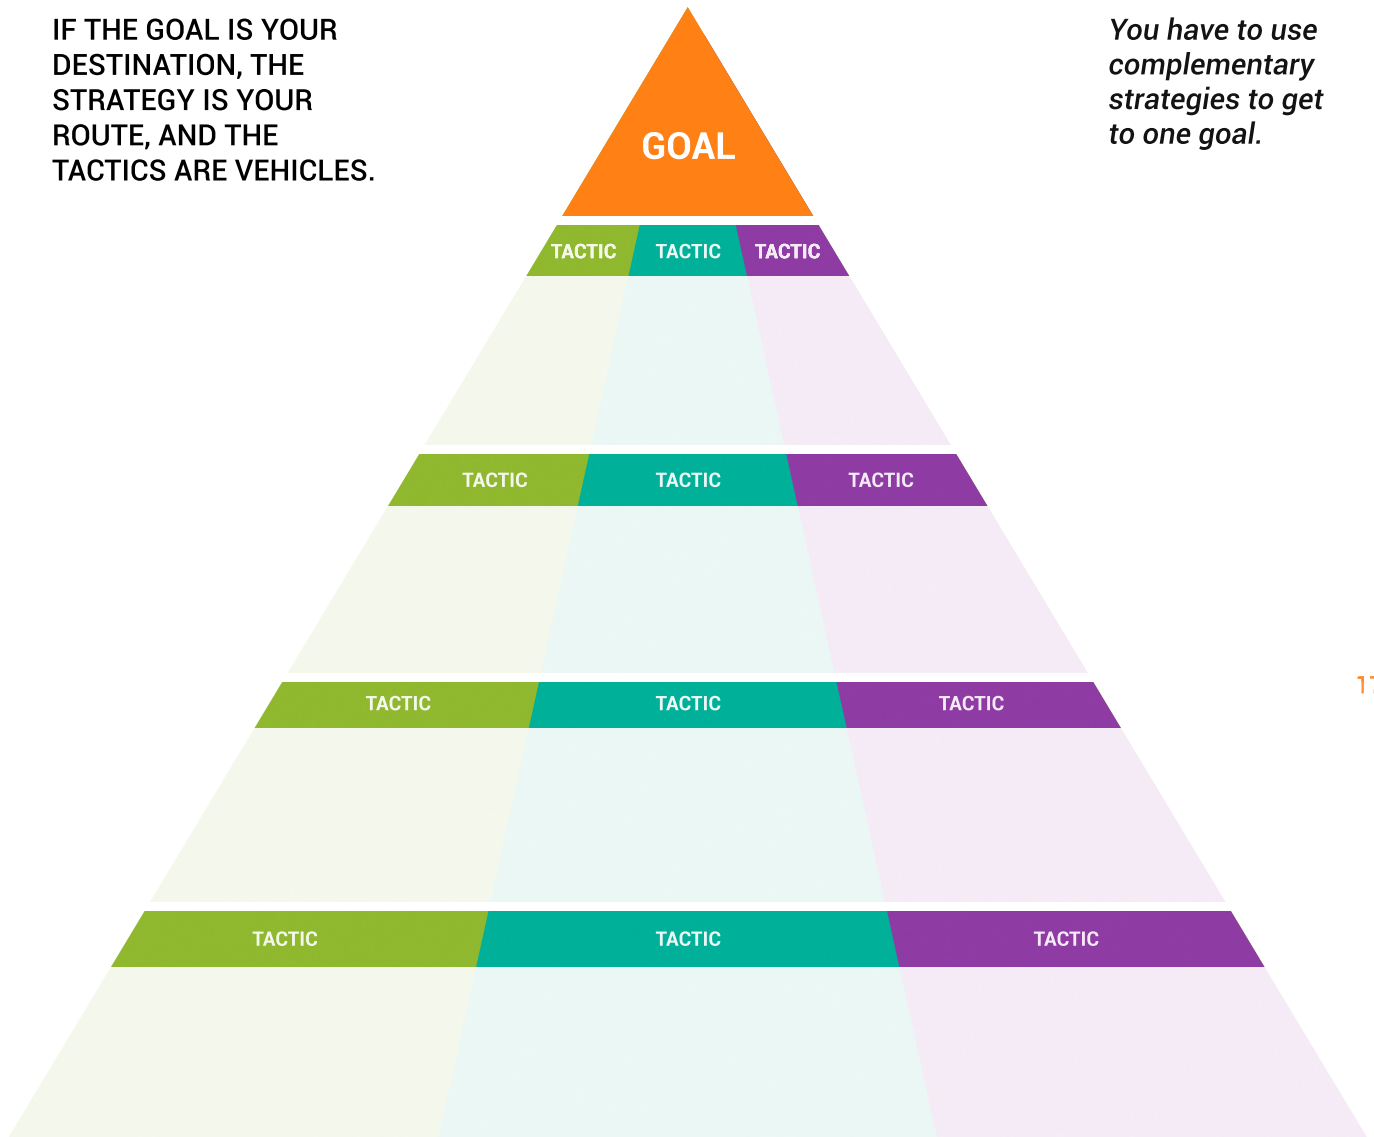 IF THE GOAL IS YOUR
DESTINATION, THE
STRATEGY IS YOUR
ROUTE, AND THE
TACTICS ARE VEHICLES.
You have to use
complementary
strategies to get
to one goal.
GOAL
TACTIC TACTIC TACTIC
TACTIC TACTIC TACTIC
17
TACTIC TACTIC TACTIC
TACTIC TACTIC TACTIC